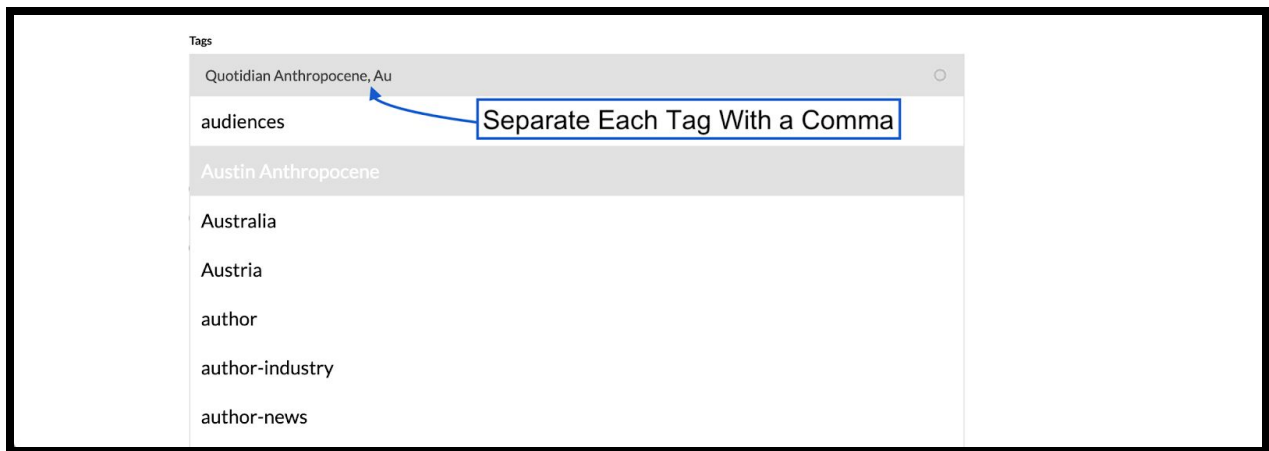 Tags
Quotidian Anthropocene, Au
audiences
Separate Each Tag With a Comma
Austin Anthropocene
Australia
Austria
author
author-industry
author-news